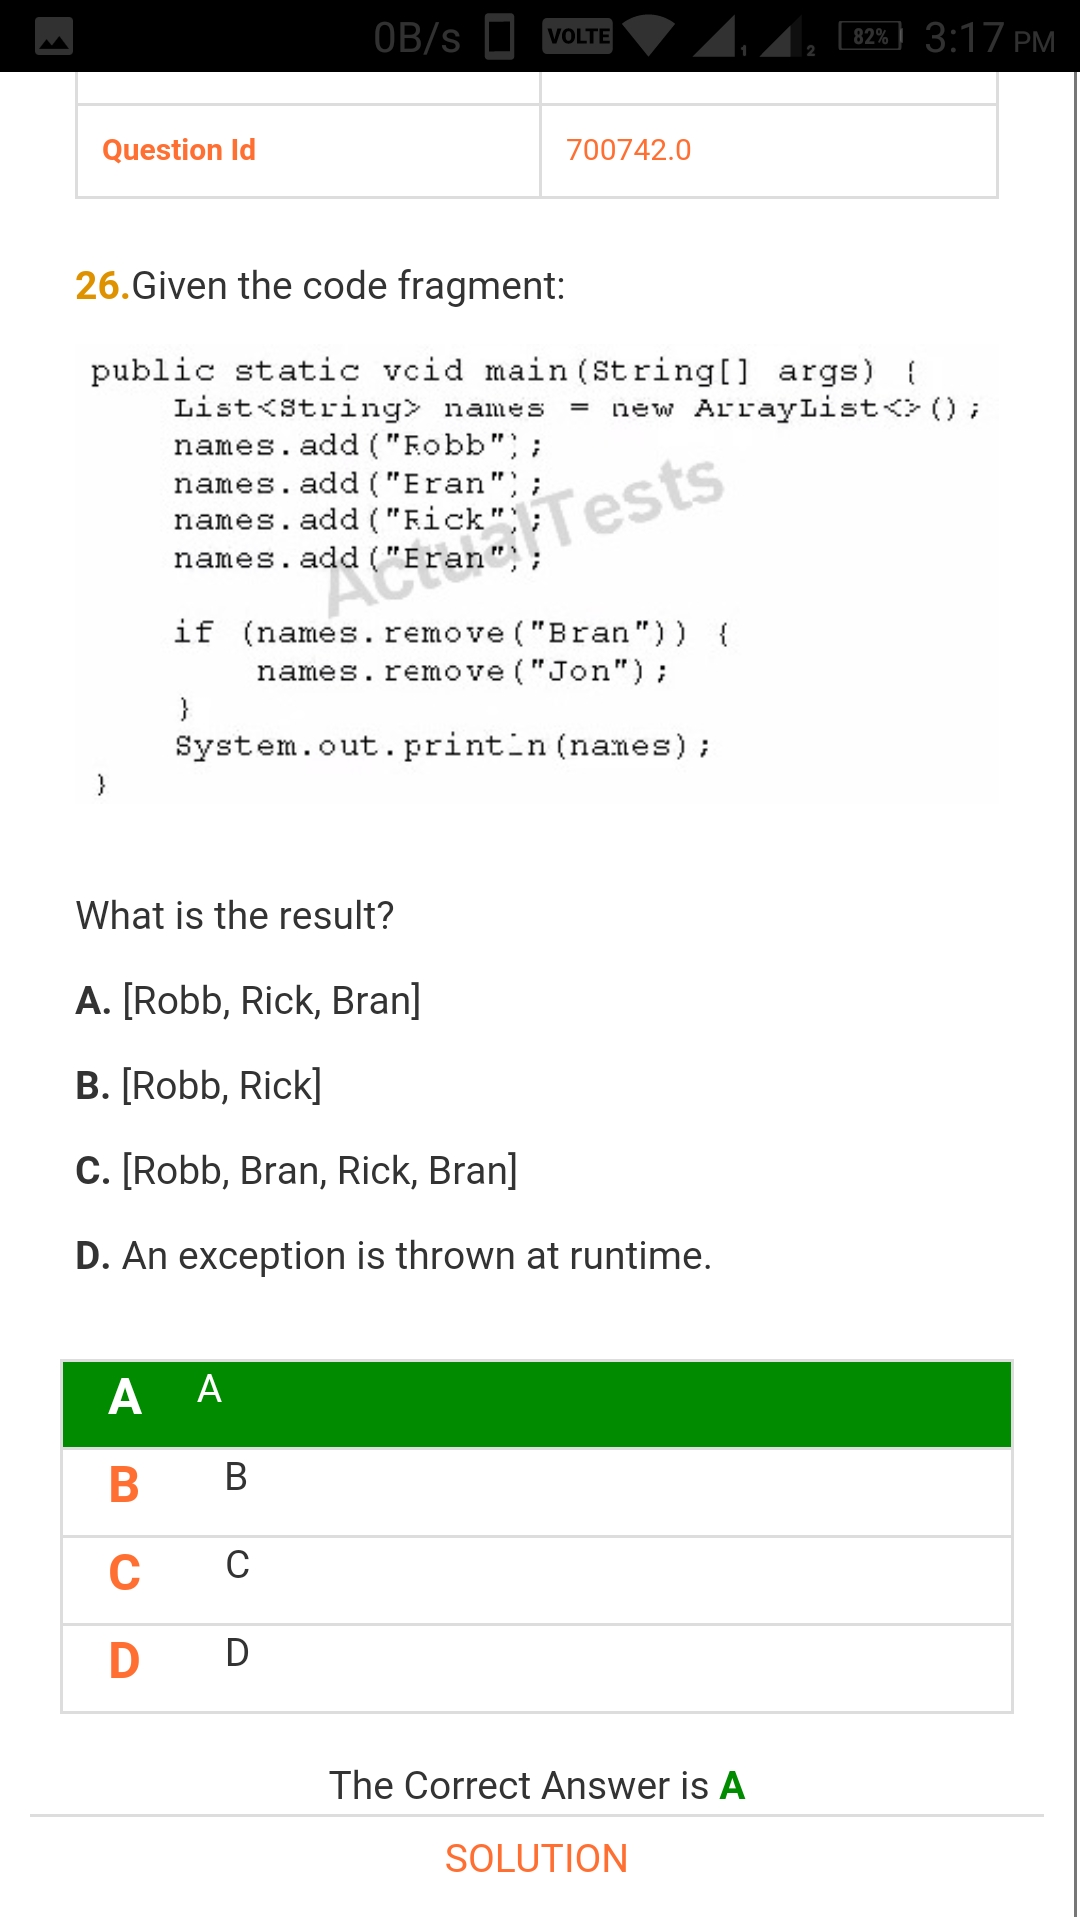 0B/s VOLTE 1 2 82% 3:17 PM
Question Id 700742.0
26.Given the code fragment:
public static void main(String[] args) {
List<String> names = new ArrayList<>();
names.add("Robb");
names.add("Bran");
names.add("Rick");
names.add("Bran");
if (names.remove("Bran")) {
names.remove("Jon");
}
System.out.println(names);
}
ActualTests
What is the result?
A. [Robb, Rick, Bran]
B. [Robb, Rick]
C. [Robb, Bran, Rick, Bran]
D. An exception is thrown at runtime.
A A
B B
C C
D D
The Correct Answer is A
SOLUTION